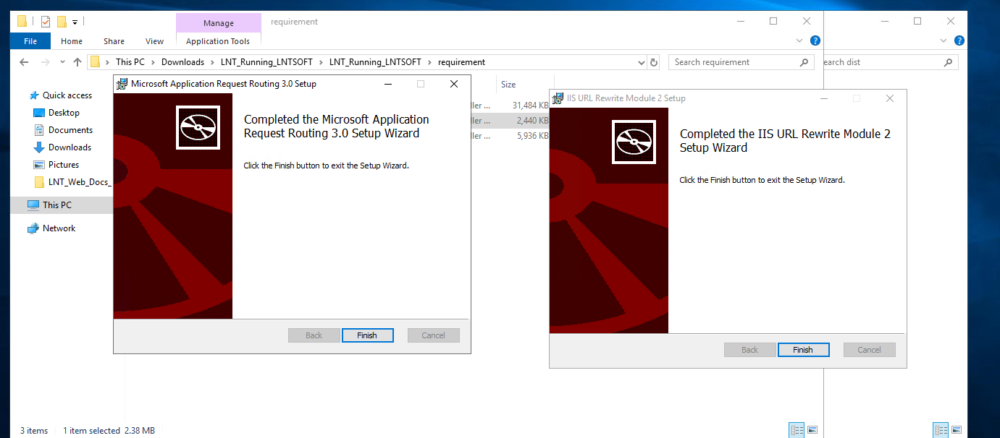 Manage
requirement
File
Home
Share
View
Application Tools
This PC
Downloads
LNT_Running_LNTSOFT
LNT_Running_LNTSOFT
requirement
Search requirement
earch dist
Quick access
Desktop
Documents
Downloads
Pictures
LNT_Web_Docs_
This PC
Network
Size
ller ...
31,484 KB
ller ...
2,440 KB
ller ...
5,936 KB
Microsoft Application Request Routing 3.0 Setup
Completed the Microsoft Application
Request Routing 3.0 Setup Wizard
Click the Finish button to exit the Setup Wizard.
Back
Finish
Cancel
IIS URL Rewrite Module 2 Setup
Completed the IIS URL Rewrite Module 2
Setup Wizard
Click the Finish button to exit the Setup Wizard.
Back
Finish
Cancel
3 items
1 item selected 2.38 MB